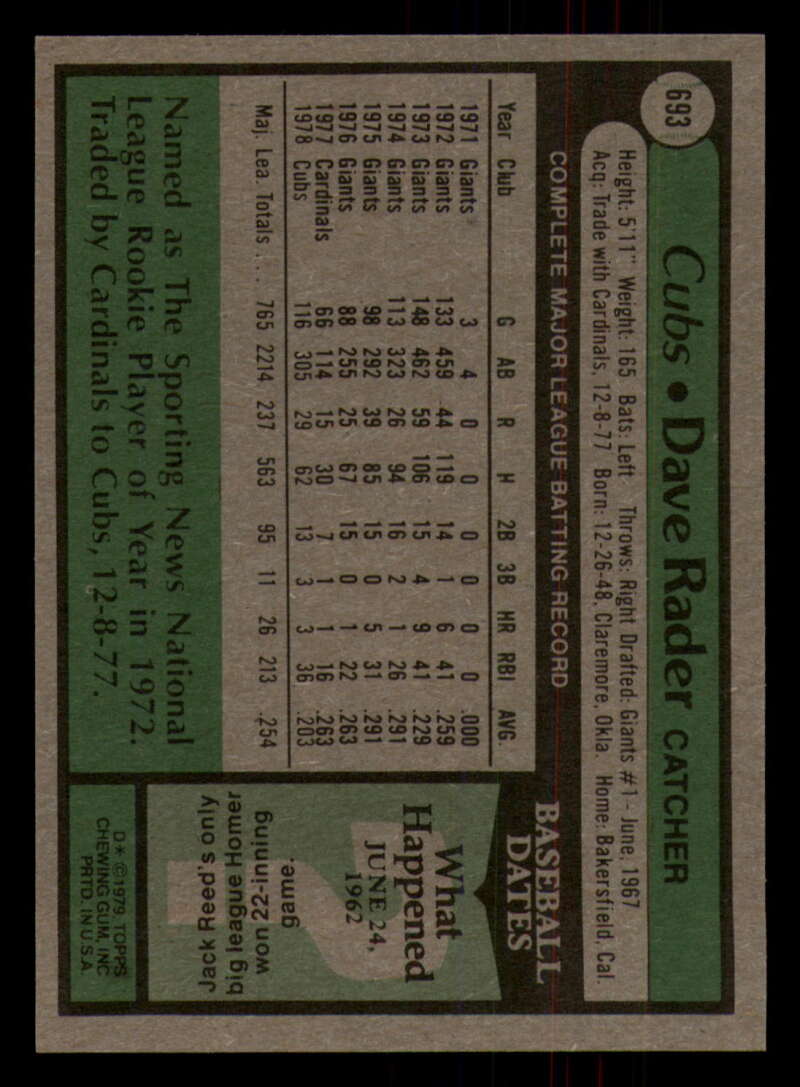 693
Cubs • Dave Rader CATCHER
Height: 5'11" Weight: 165 Bats: Left Throws: Right Drafted: Giants #1 - June, 1967
Acq: Trade with Cardinals, 12-8-77 Born: 12-26-48, Claremore, Okla. Home: Bakersfield, Cal.
COMPLETE MAJOR LEAGUE BATTING RECORD
Year Club G AB R H 2B 3B HR RBI AVG.
1971 Giants 3 4 0 0 0 0 0 0 .000
1972 Giants 133 459 44 119 14 1 6 41 .259
1973 Giants 148 462 59 106 15 4 9 41 .229
1974 Giants 113 323 26 94 16 2 1 26 .291
1975 Giants 98 292 39 85 15 0 5 31 .291
1976 Giants 88 255 25 67 15 0 1 22 .263
1977 Cardinals 66 114 15 30 7 1 1 16 .263
1978 Cubs 116 305 29 62 13 3 3 36 .203
Maj. Lea. Totals . . . 765 2214 237 563 95 11 26 213 .254
Named as The Sporting News National
League Rookie Player of Year in 1972.
Traded by Cardinals to Cubs, 12-8-77.
BASEBALL
DATES
What
Happened
JUNE 24,
1962
Jack Reed's only
big league Homer
won 22-inning
game.
D* © 1979 TOPPS
CHEWING GUM, INC
PRTD. IN U.S.A